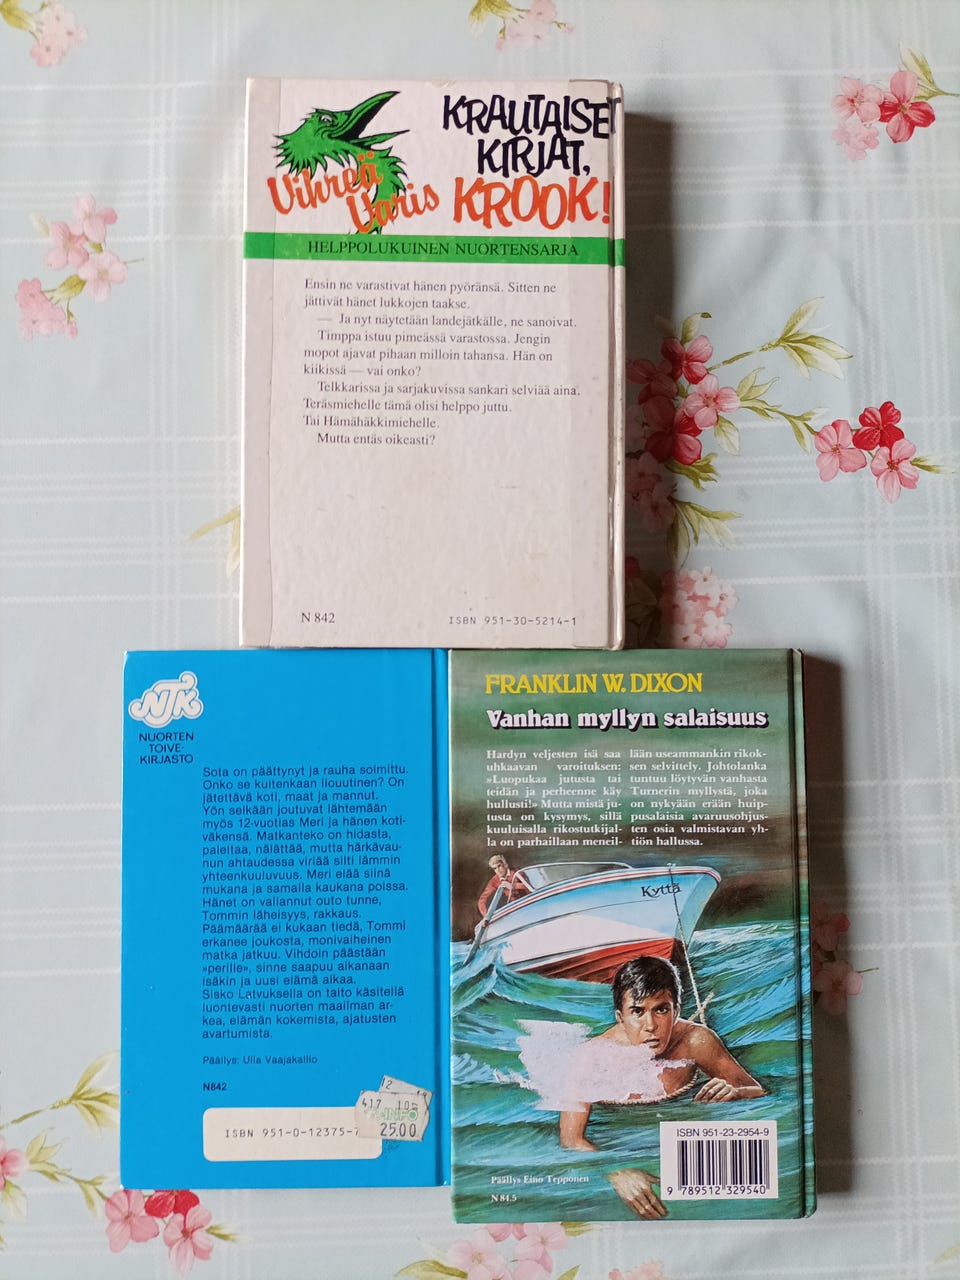 Vihreä
Varis
KRAUTAISET
KIRJAT,
KROOK!
HELPPOLUKUINEN NUORTENSARJA
Ensin ne varastivat hänen pyöränsä. Sitten ne
jättivät hänet lukkojen taakse.
— Ja nyt näytetään landejätkälle, ne sanoivat.
Timppa istuu pimeässä varastossa. Jengin
mopot ajavat pihaan milloin tahansa. Hän on
kiikissä — vai onko?
Telkkarissa ja sarjakuvissa sankari selviää aina.
Teräsmiehelle tämä olisi helppo juttu.
Tai Hämähäkkimiehelle.
Mutta entäs oikeasti?
N 842
ISBN 951-30-5214-1
NTK
NUORTEN
TOIVE-
KIRJASTO
Sota on päättynyt ja rauha solmittu.
Onko se kuitenkaan ilouutinen? On
jätettävä koti, maat ja mannut.
Yön selkään joutuvat lähtemään
myös 12-vuotias Meri ja hänen koti-
väkensä. Matkanteko on hidasta,
paleltaa, nälättää, mutta härkävau-
nun ahtaudessa viriää silti lämmin
yhteenkuuluvuus. Meri elää siinä
mukana ja samalla kaukana poissa.
Hänet on vallannut outo tunne,
Tommin läheisyys, rakkaus.
Päämäärää ei kukaan tiedä, Tommi
erkanee joukosta, monivaiheinen
matka jatkuu. Vihdoin päästään
»perille», sinne saapuu aikanaan
isäkin ja uusi elämä alkaa.
Sisko Latvuksella on taito käsitellä
luontevasti nuorten maailman ar-
kea, elämän kokemista, ajatusten
avartumista.
Päällys: Ulla Vaajakallio
N842
ISBN 951-0-12375-
12
417 10
INFO
25.00
FRANKLIN W. DIXON
Vanhan myllyn salaisuus
Hardyn veljesten isä saa
uhkaavan varoituksen:
»Luopukaa jutusta tai
teidän ja perheenne käy
hullusti!» Mutta mistä ju-
tusta on kysymys, sillä
kuuluisalla rikostutkijal-
la on parhaillaan meneil-
lään useammankin rikok-
sen selvittely. Johtolanka
tuntuu löytyvän vanhasta
Turnerin myllystä, joka
on nykyään erään huip-
pusalaisia avaruusohjus-
ten osia valmistavan yh-
tiön hallussa.
Kyttä
ISBN 951-23-2954-9
9 789512 329540
Päällys Eino Tepponen
N 84.5